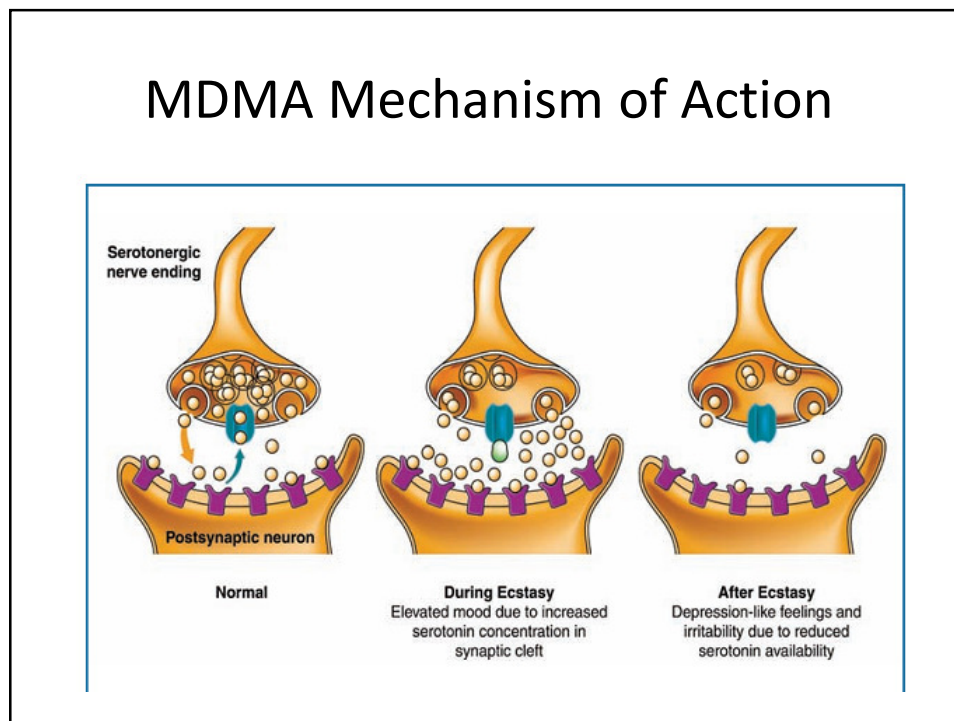 MDMA Mechanism of Action
Serotonergic
nerve ending
Postsynaptic neuron
Normal
During Ecstasy
Elevated mood due to increased
serotonin concentration in
synaptic cleft
After Ecstasy
Depression-like feelings and
irritability due to reduced
serotonin availability